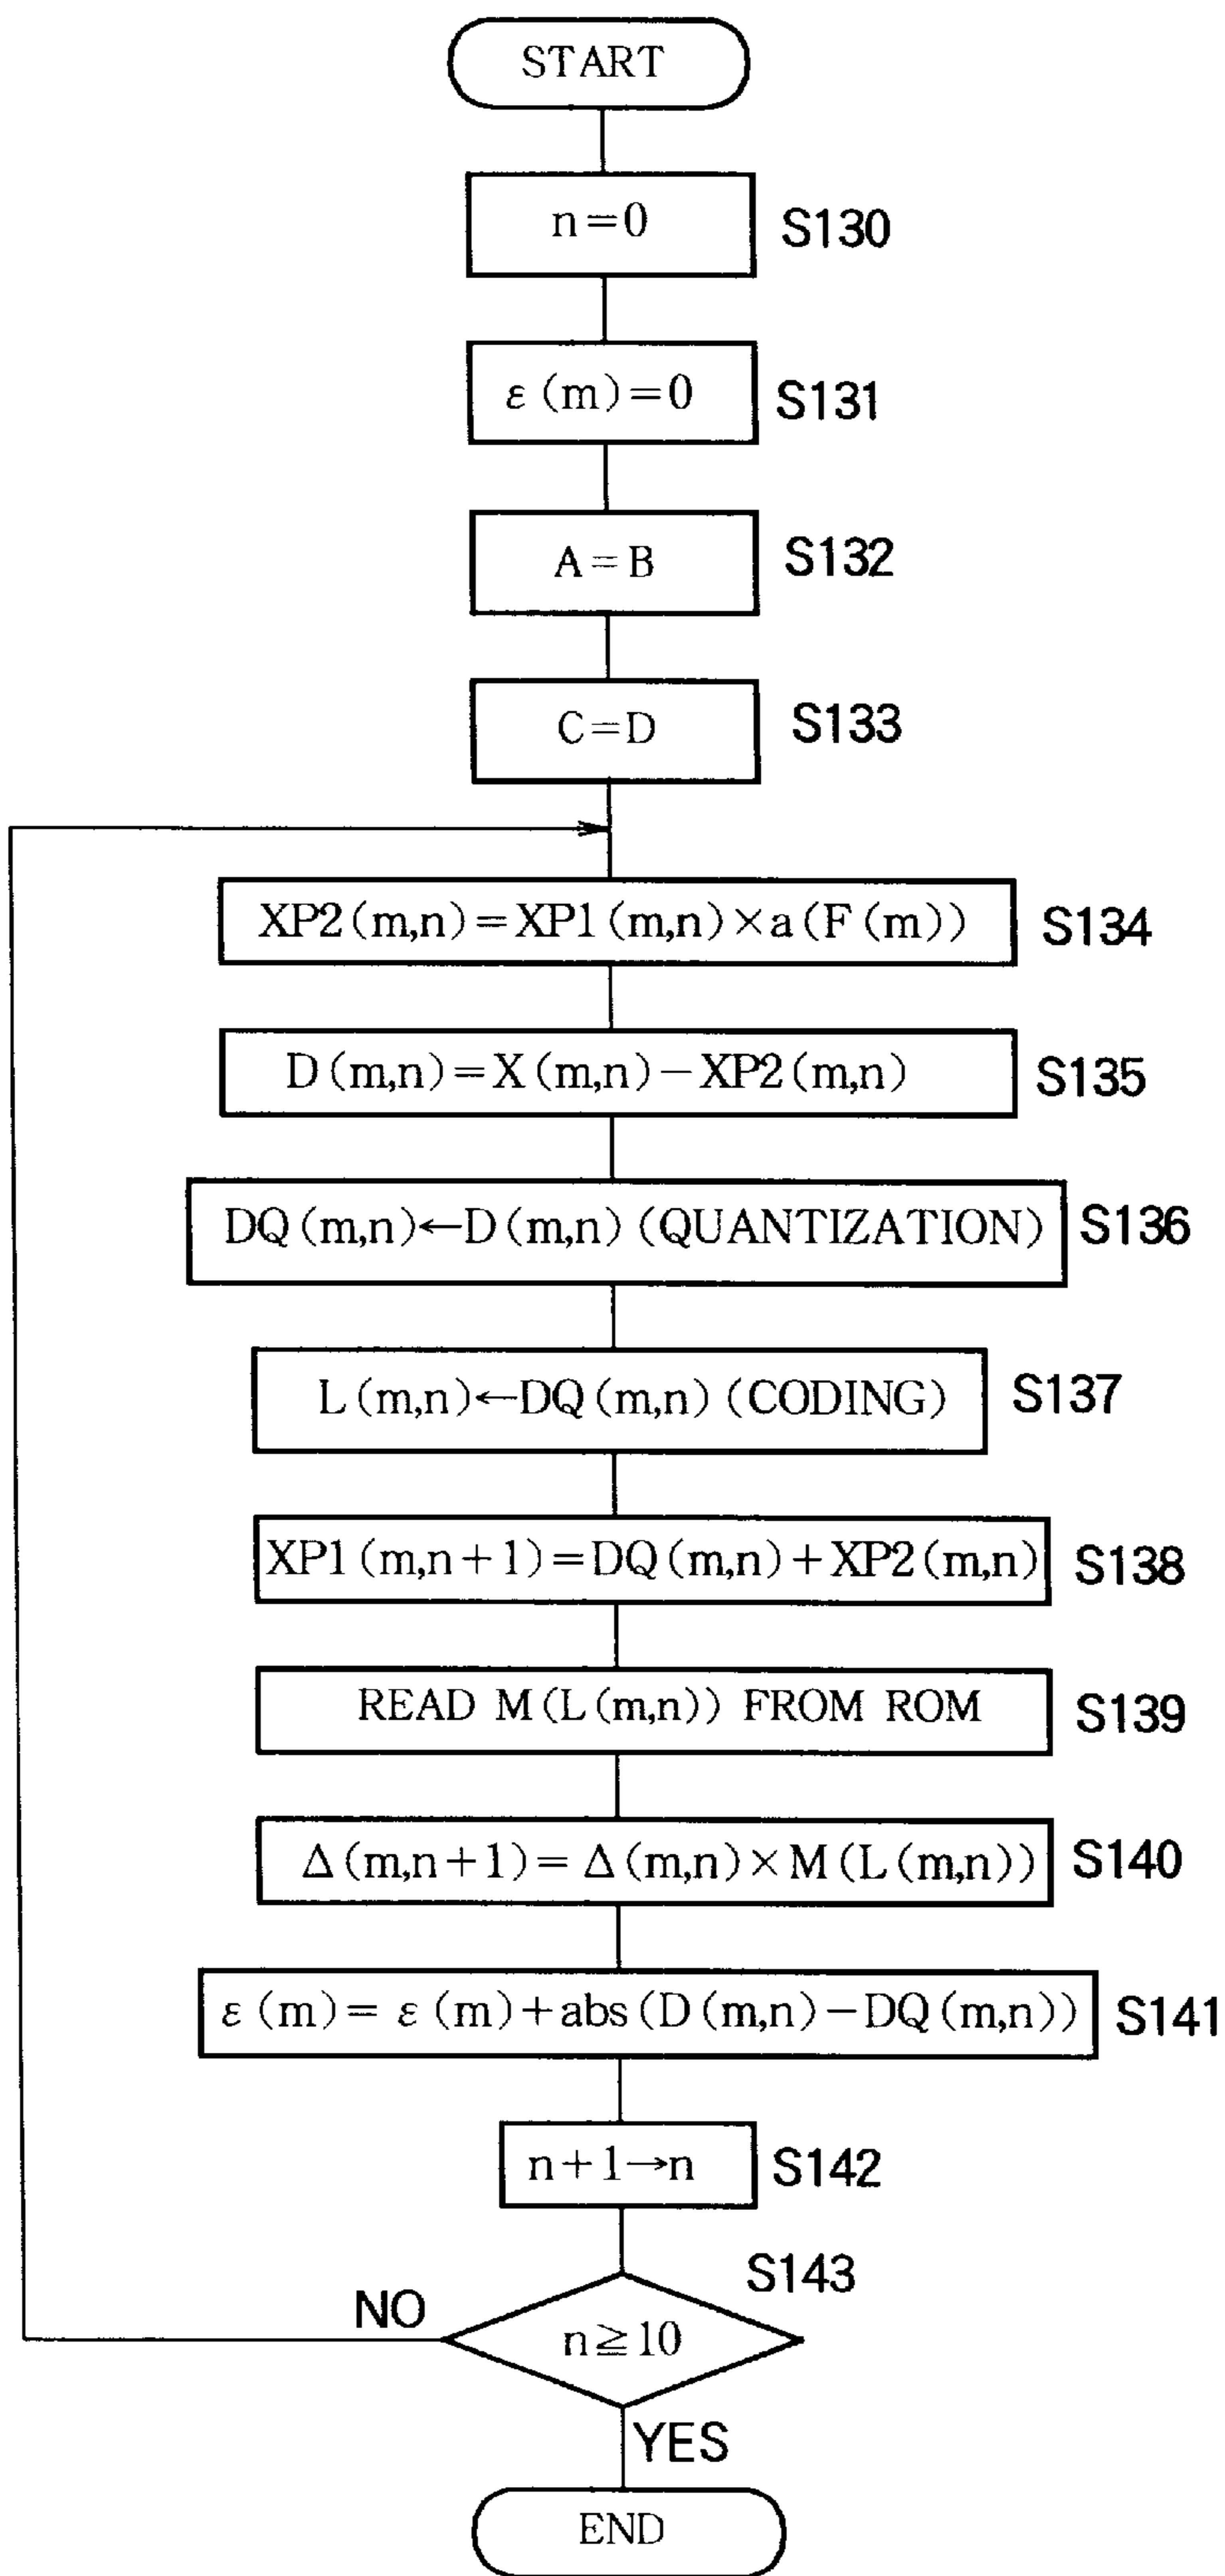 START
n=0 S130
ε(m)=0 S131
A=B S132
C=D S133
XP2(m,n)=XP1(m,n)×a(F(m)) S134
D(m,n)=X(m,n)−XP2(m,n) S135
DQ(m,n)←D(m,n)(QUANTIZATION) S136
L(m,n)←DQ(m,n)(CODING) S137
XP1(m,n+1)=DQ(m,n)+XP2(m,n) S138
READ M(L(m,n)) FROM ROM S139
Δ(m,n+1)=Δ(m,n)×M(L(m,n)) S140
ε(m)=ε(m)+abs(D(m,n)−DQ(m,n)) S141
n+1→n S142
S143
NO
n≧10
YES
END